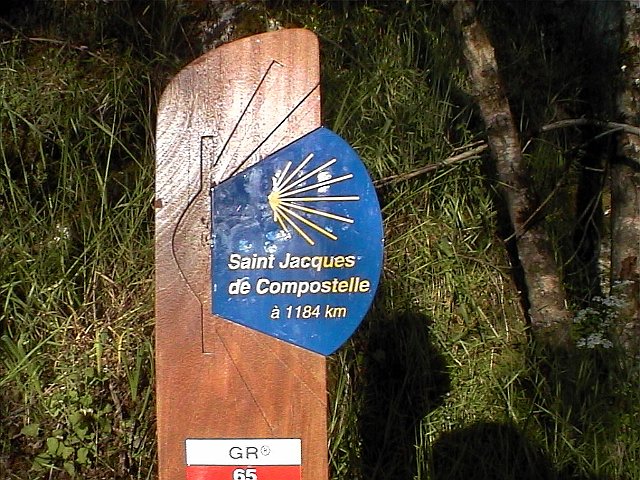 Saint Jacques
de Compostelle
à 1184 km
GR®
65